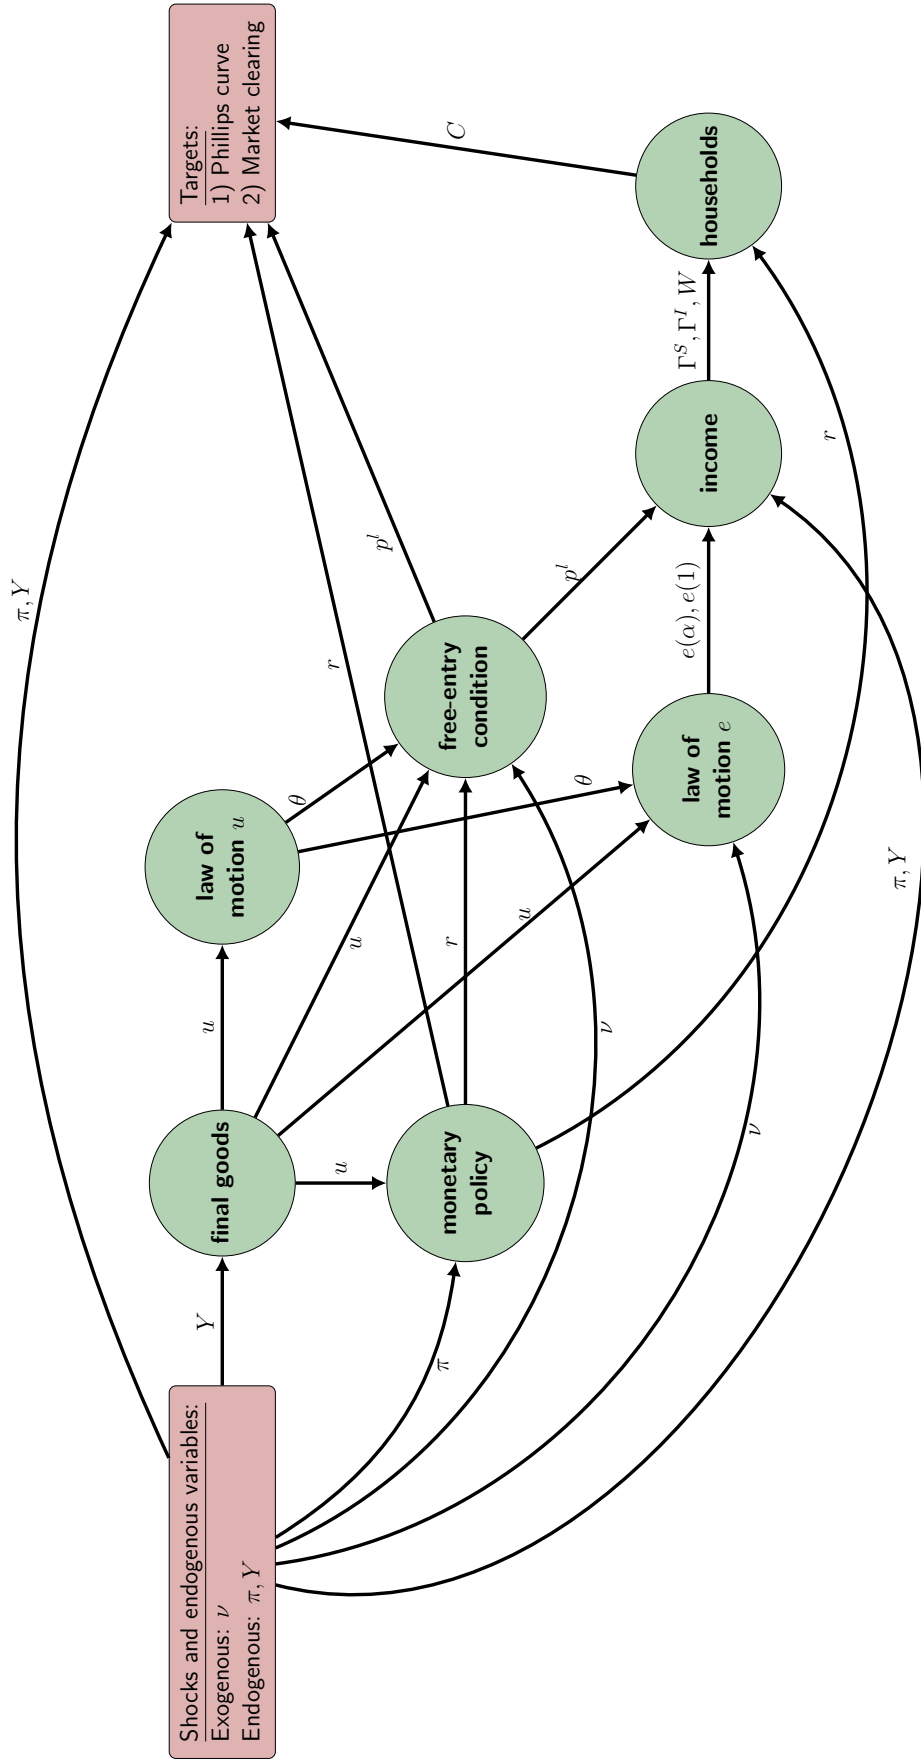 Shocks and endogenous variables:
Exogenous: ν
Endogenous: π, Y
Targets:
1) Phillips curve
2) Market clearing
π, Y
Y
final goods
u
law of
motion u
u
u
u
θ
θ
π
monetary
policy
r
r
r
free-entry
condition
p^l
p^l
ν
ν
law of
motion e
e(α), e(1)
income
Γ^S, Γ^I, W
households
C
π, Y